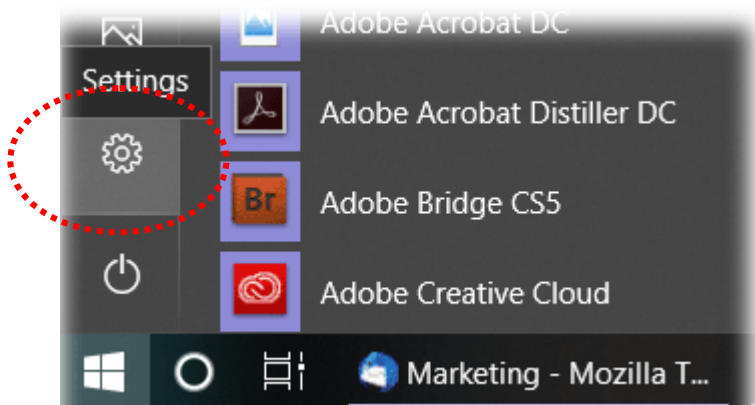 Adobe Acrobat DC
Settings
Adobe Acrobat Distiller DC
Br
Adobe Bridge CS5
Adobe Creative Cloud
Marketing - Mozilla T...